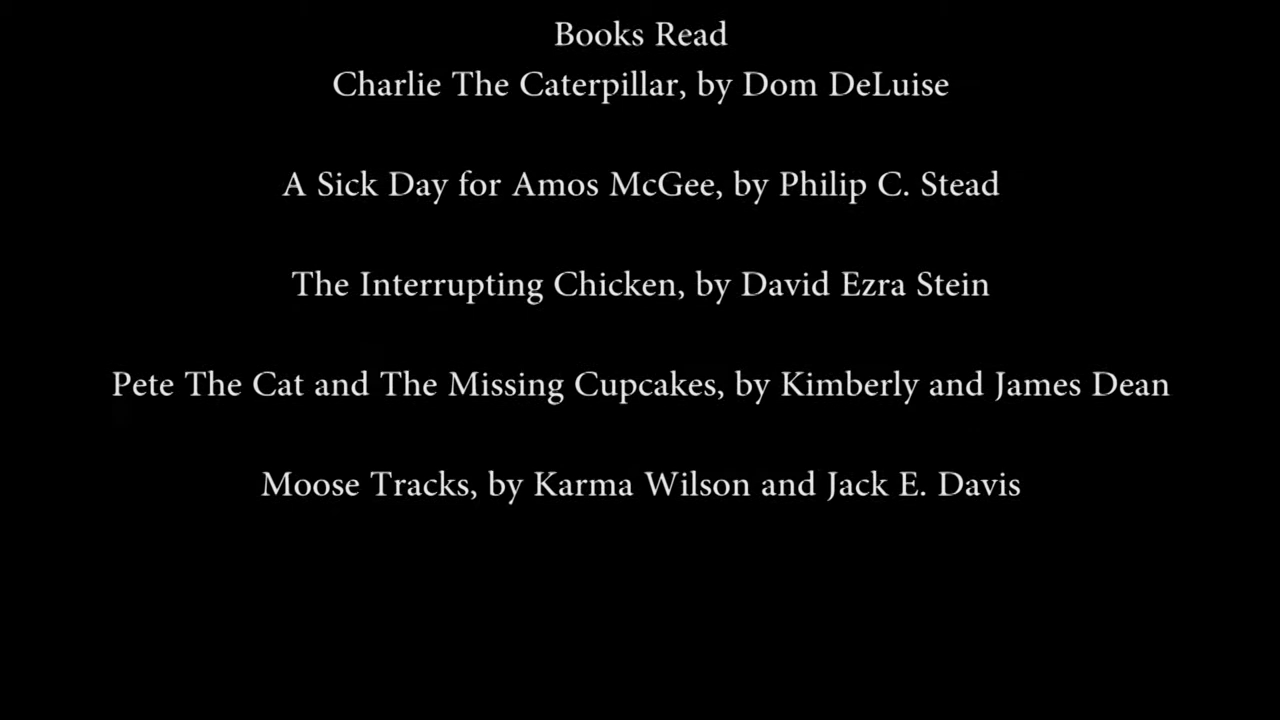 Books Read
Charlie The Caterpillar, by Dom DeLuise
A Sick Day for Amos McGee, by Philip C. Stead
The Interrupting Chicken, by David Ezra Stein
Pete The Cat and The Missing Cupcakes, by Kimberly and James Dean
Moose Tracks, by Karma Wilson and Jack E. Davis